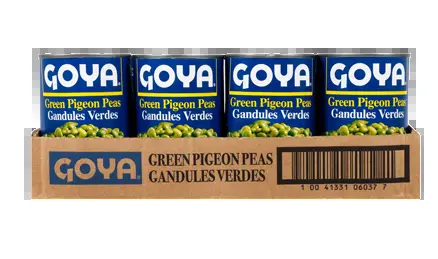 GOYA GOYA GOYA GOYA
Green Pigeon Peas Green Pigeon Peas Green Pigeon Peas Green Pigeon Peas
Gandules Verdes Gandules Verdes Gandules Verdes Gandules Verdes
GOYA
GREEN PIGEON PEAS
GANDULES VERDES
1 00 41331 06037 7